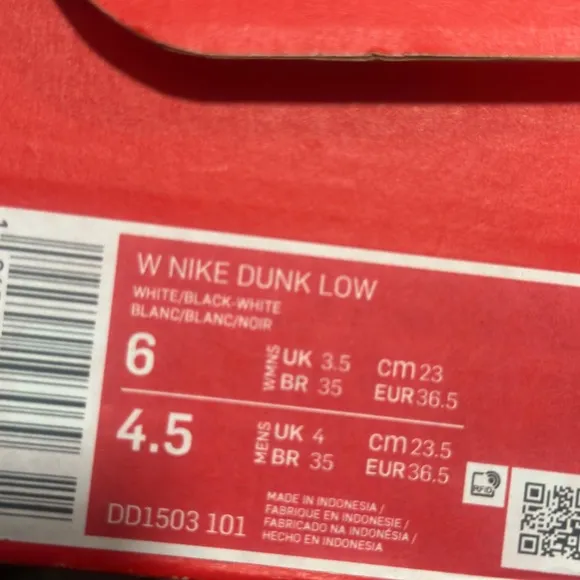 W NIKE DUNK LOW
WHITE/BLACK-WHITE
BLANC/BLANC/NOIR
6 WMNS UK 3.5 cm 23
BR 35 EUR 36.5
4.5 MENS UK 4 cm 23.5
BR 35 EUR 36.5
DD1503 101
MADE IN INDONESIA /
FABRIQUE EN INDONESIE /
FABRICADO NA INDONÉSIA /
HECHO EN INDONESIA
RFID